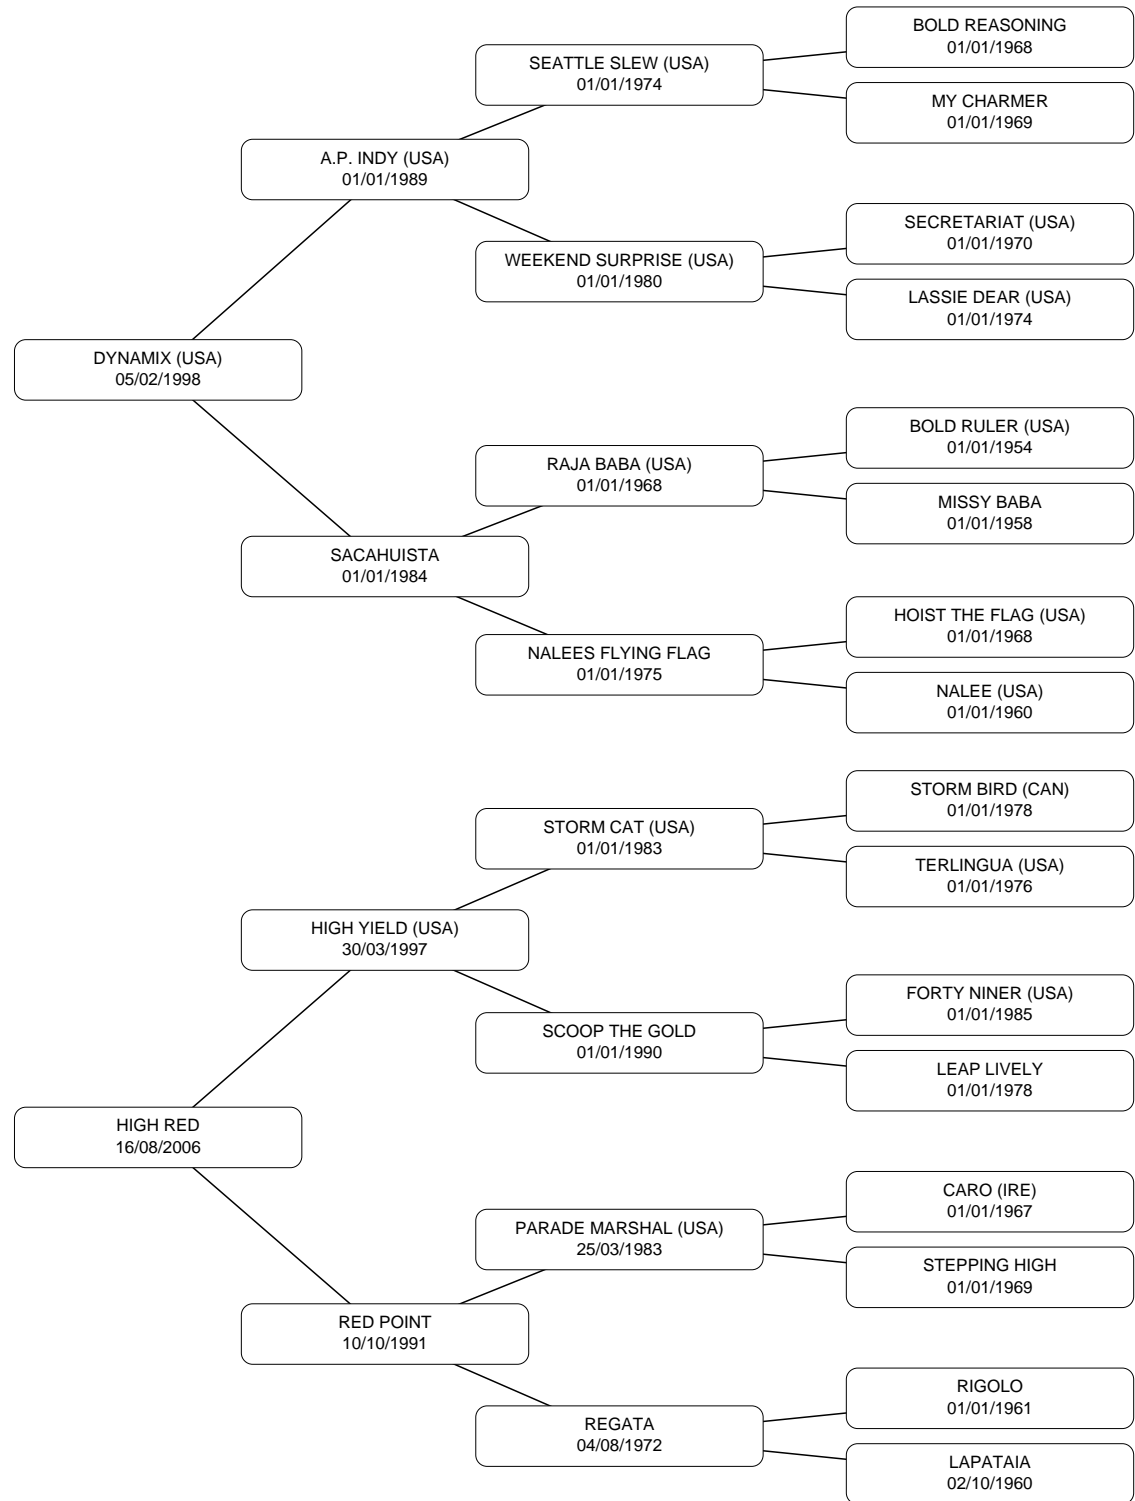 BOLD REASONING
01/01/1968
SEATTLE SLEW (USA)
01/01/1974
MY CHARMER
01/01/1969
A.P. INDY (USA)
01/01/1989
SECRETARIAT (USA)
01/01/1970
WEEKEND SURPRISE (USA)
01/01/1980
LASSIE DEAR (USA)
01/01/1974
DYNAMIX (USA)
05/02/1998
BOLD RULER (USA)
01/01/1954
RAJA BABA (USA)
01/01/1968
MISSY BABA
01/01/1958
SACAHUISTA
01/01/1984
HOIST THE FLAG (USA)
01/01/1968
NALEES FLYING FLAG
01/01/1975
NALEE (USA)
01/01/1960
STORM BIRD (CAN)
01/01/1978
STORM CAT (USA)
01/01/1983
TERLINGUA (USA)
01/01/1976
HIGH YIELD (USA)
30/03/1997
FORTY NINER (USA)
01/01/1985
SCOOP THE GOLD
01/01/1990
LEAP LIVELY
01/01/1978
HIGH RED
16/08/2006
CARO (IRE)
01/01/1967
PARADE MARSHAL (USA)
25/03/1983
STEPPING HIGH
01/01/1969
RED POINT
10/10/1991
RIGOLO
01/01/1961
REGATA
04/08/1972
LAPATAIA
02/10/1960